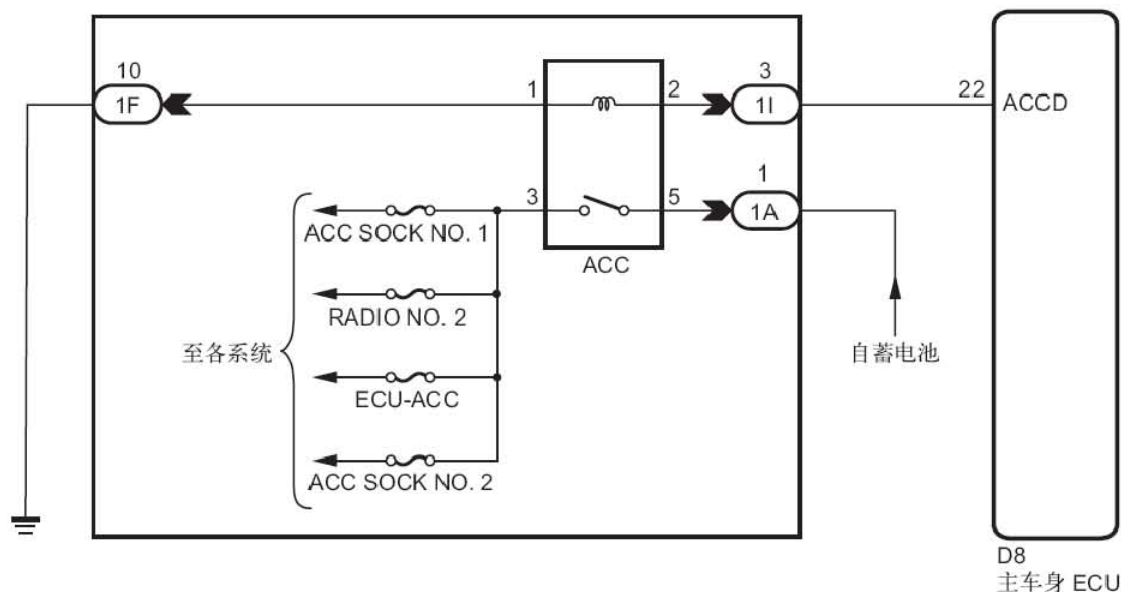 10
1F
1
2
3
1I
22
ACCD
3
5
1
1A
ACC
ACC SOCK NO. 1
RADIO NO. 2
ECU-ACC
ACC SOCK NO. 2
至各系统
自蓄电池
D8
主车身 ECU